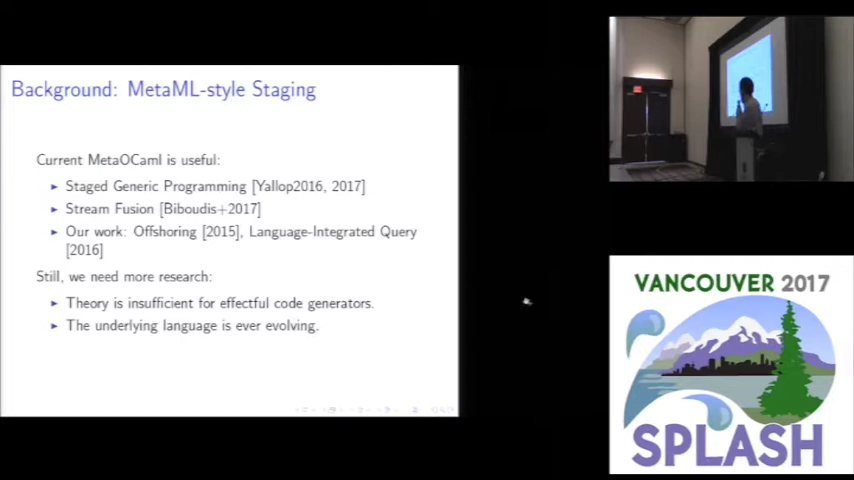 Background: MetaML-style Staging
Current MetaOCaml is useful:
Staged Generic Programming [Yallop2016, 2017]
Stream Fusion [Biboudis+2017]
Our work: Offshoring [2015], Language-Integrated Query
[2016]
Still, we need more research:
Theory is insufficient for effectful code generators.
The underlying language is ever evolving.
VANCOUVER 2017
SPLASH